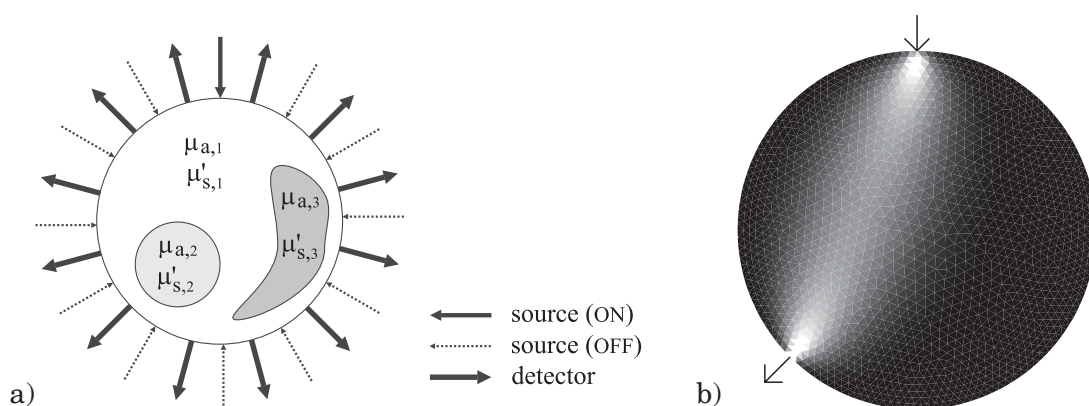 μa,1
μ's,1
μa,2
μ's,2
μa,3
μ's,3
source (ON)
source (OFF)
detector
a)
b)